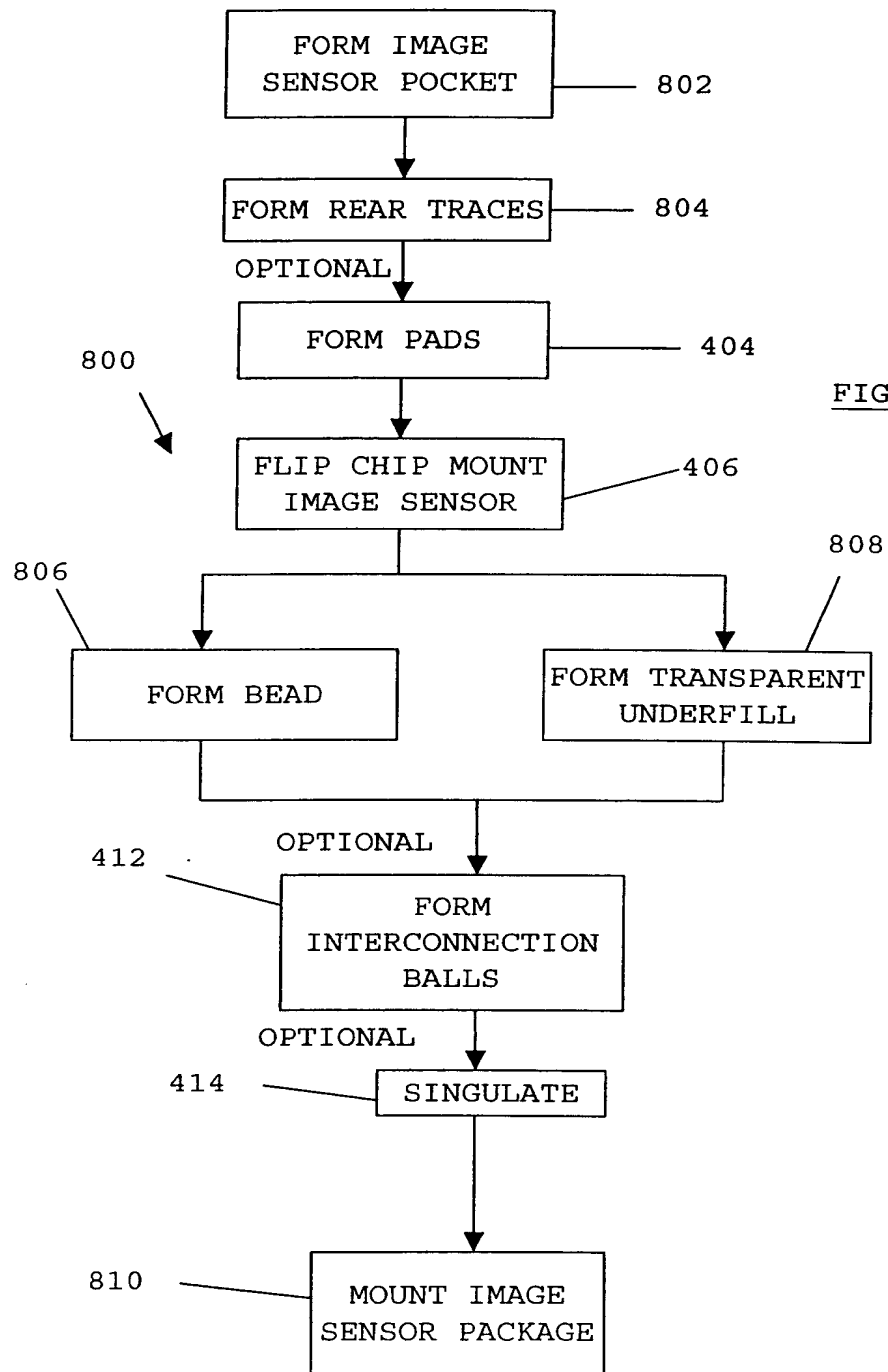 FORM IMAGE
SENSOR POCKET
802
FORM REAR TRACES
804
OPTIONAL
FORM PADS
404
800
FIG
FLIP CHIP MOUNT
IMAGE SENSOR
406
806
808
FORM BEAD
FORM TRANSPARENT
UNDERFILL
OPTIONAL
412
FORM
INTERCONNECTION
BALLS
OPTIONAL
414
SINGULATE
810
MOUNT IMAGE
SENSOR PACKAGE